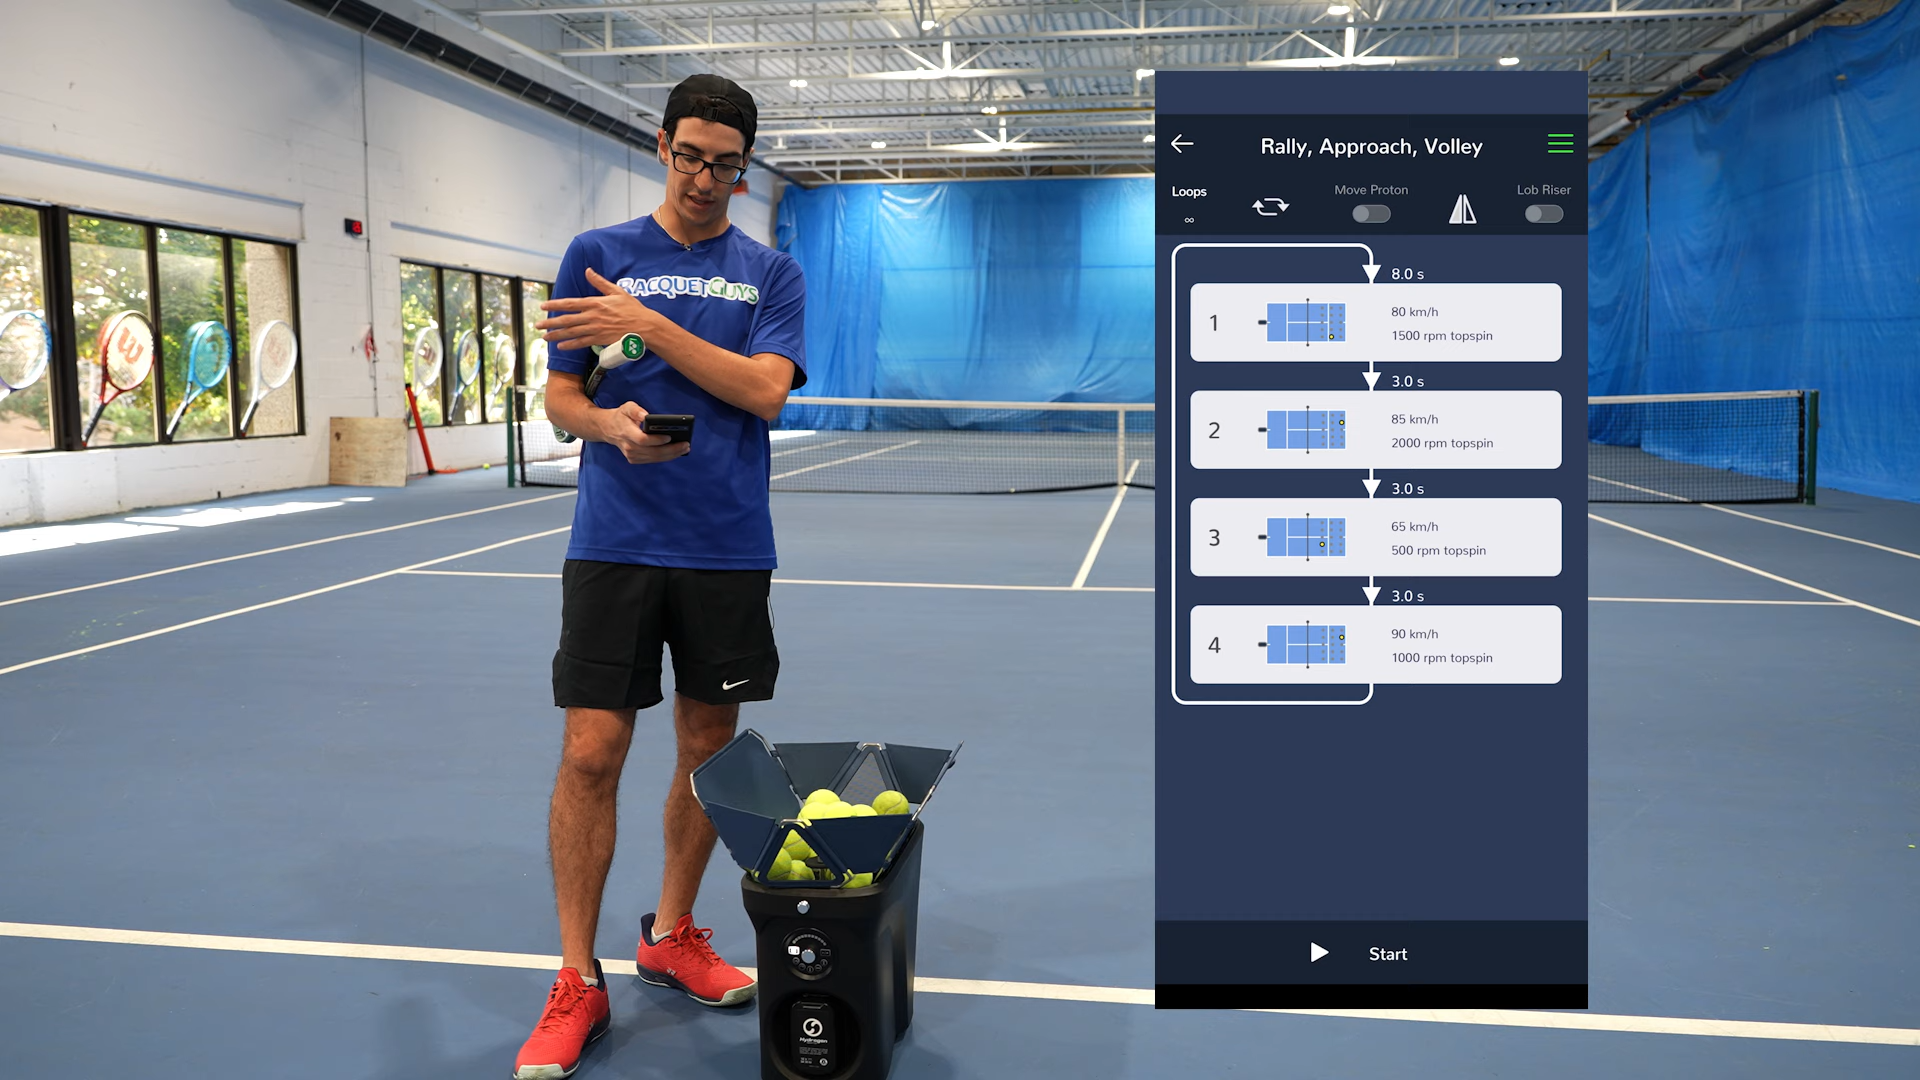 RACQUETGUYS
Hydrogen
Rally, Approach, Volley
Loops
∞
Move Proton
Lob Riser
8.0 s
1
80 km/h
1500 rpm topspin
3.0 s
2
85 km/h
2000 rpm topspin
3.0 s
3
65 km/h
500 rpm topspin
3.0 s
4
90 km/h
1000 rpm topspin
Start